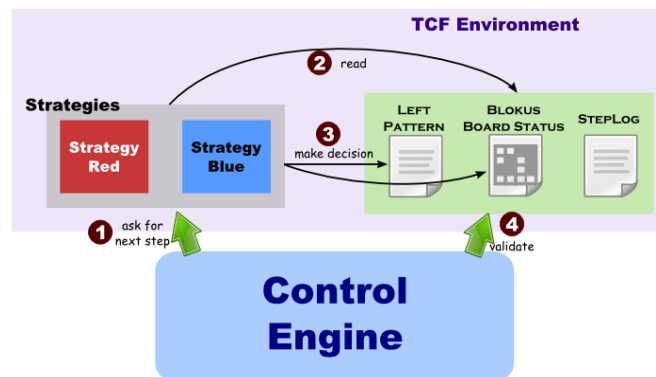 TCF Environment
2 read
Strategies
Strategy
Red
Strategy
Blue
3
make decision
LEFT
PATTERN
BLOKUS
BOARD STATUS
STEPLOG
1 ask for
next step
4
validate
Control
Engine